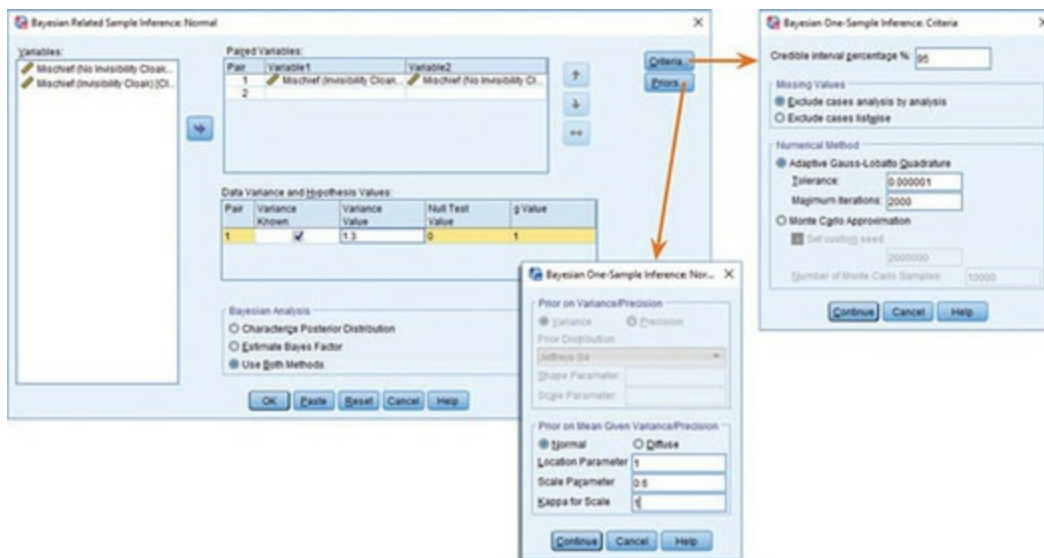 Bayesian Related Sample Inference: Normal
Variables:
Mischief (No Invisibility Cloak...
Mischief (Invisibility Cloak) [Cl...
Paired Variables:
Pair Variable1 Variable2
1 Mischief (Invisibility Cloak... Mischief (No Invisibility Cl...
2
Criteria...
Priors...
Data Variance and Hypothesis Values:
Pair Variance Known Variance Value Null Test Value g Value
1 1.3 0 1
Bayesian Analysis
Characterize Posterior Distribution
Estimate Bayes Factor
Use Both Methods
OK Paste Reset Cancel Help
Bayesian One-Sample Inference: Criteria
Credible interval percentage %: 95
Missing Values
Exclude cases analysis by analysis
Exclude cases listwise
Numerical Method
Adaptive Gauss-Lobatto Quadrature
Tolerance: 0.000001
Maximum Iterations: 2000
Monte Carlo Approximation
Set custom seed
2000000
Number of Monte Carlo Samples: 10000
Continue Cancel Help
Bayesian One-Sample Inference: Nor...
Prior on Variance/Precision
Variance Precision
Prior Distribution:
Jeffreys S4
Shape Parameter:
Scale Parameter:
Prior on Mean Given Variance/Precision
Normal Diffuse
Location Parameter 1
Scale Parameter
Kappa for Scale 1
Continue Cancel Help